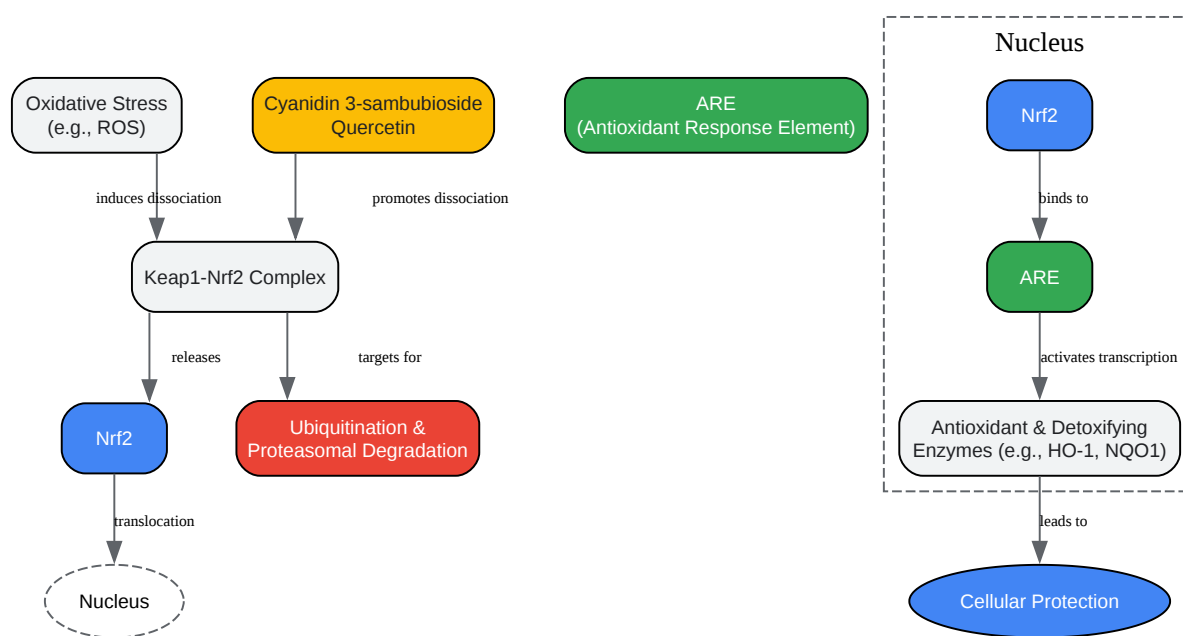 Nucleus
Oxidative Stress
(e.g., ROS)
Cyanidin 3-sambubioside
Quercetin
ARE
(Antioxidant Response Element)
Nrf2
induces dissociation
promotes dissociation
binds to
Keap1-Nrf2 Complex
ARE
releases
targets for
activates transcription
Nrf2
Ubiquitination &
Proteasomal Degradation
Antioxidant & Detoxifying
Enzymes (e.g., HO-1, NQO1)
translocation
leads to
Nucleus
Cellular Protection